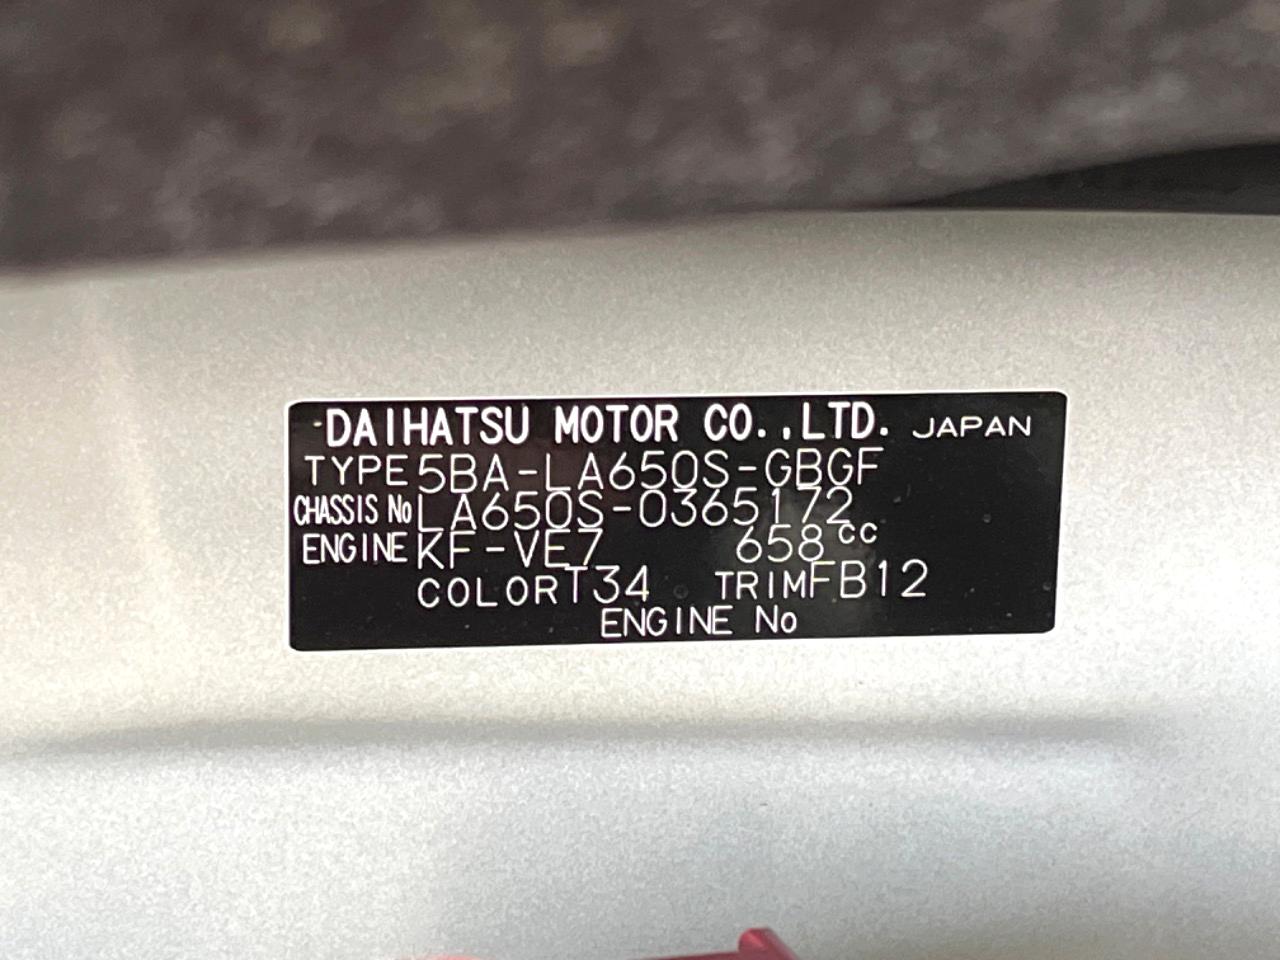 DAIHATSU MOTOR CO.,LTD. JAPAN
TYPE 5BA-LA650S-GBGF
CHASSIS No LA650S-0365172
ENGINE KF-VE7 658cc
COLOR T34 TRIM FB12
ENGINE No